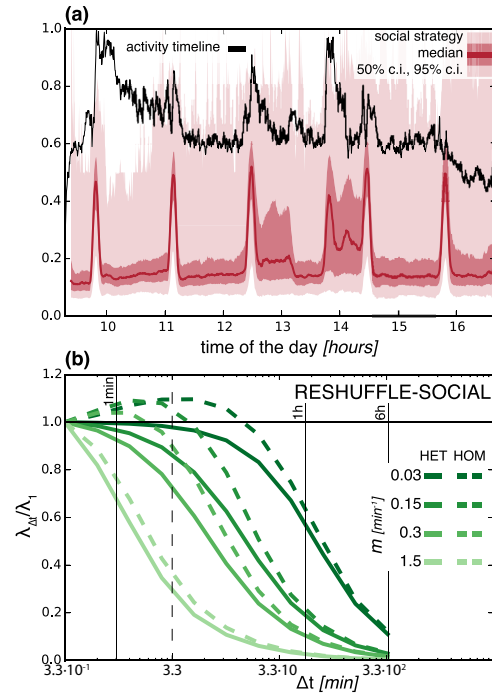 (a)
activity timeline
social strategy
median
50% c.i., 95% c.i.
1.0
0.8
0.6
0.4
0.2
0.0
10 11 12 13 14 15 16
time of the day [hours]
(b)
RESHUFFLE-SOCIAL
1min
1h
6h
HET HOM
0.03
0.15
0.3
1.5
m [min⁻¹]
1.2
1.0
0.8
0.6
0.4
0.2
0.0
λΔt/λ1
3.3·10⁻¹ 3.3 3.3·10 3.3·10²
Δt [min]